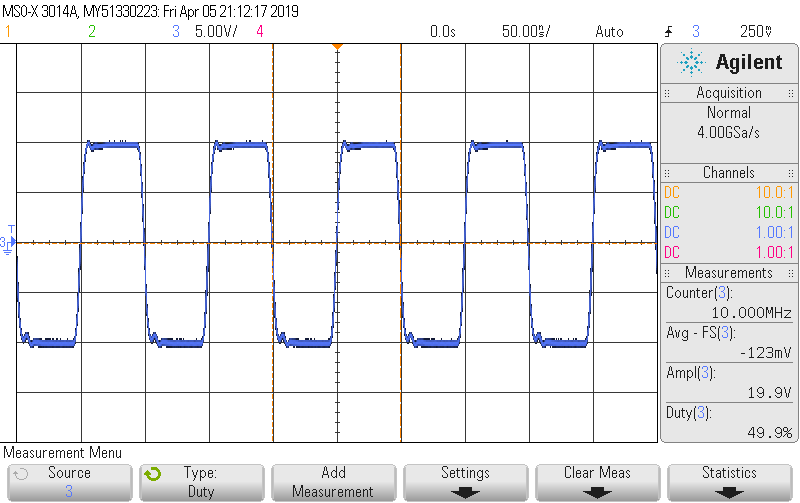 MSO-X 3014A, MY51330223: Fri Apr 05 21:12:17 2019
1 2 3 5.00V/ 4 0.0s 50.00ns/ Auto 3 250mV
Agilent
Acquisition
Normal
4.00GSa/s
Channels
DC 10.0:1
DC 10.0:1
DC 1.00:1
DC 1.00:1
Measurements
Counter(3):
10.000MHz
Avg - FS(3):
-123mV
Ampl(3):
19.9V
Duty(3):
49.9%
T
3
Measurement Menu
Source
3
Type:
Duty
Add
Measurement
Settings
Clear Meas
Statistics